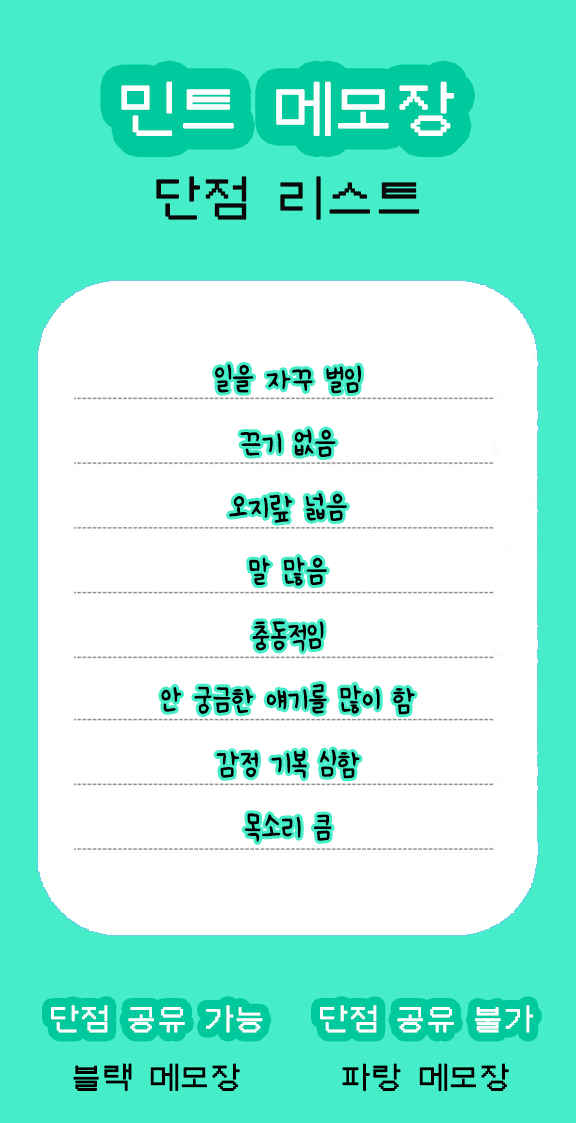 민트 메모장
단점 리스트
일을 자꾸 벌임
끈기 없음
오지랖 넓음
말 많음
충동적임
안 궁금한 얘기를 많이 함
감정 기복 심함
목소리 큼
단점 공유 가능
단점 공유 불가
블랙 메모장
파랑 메모장